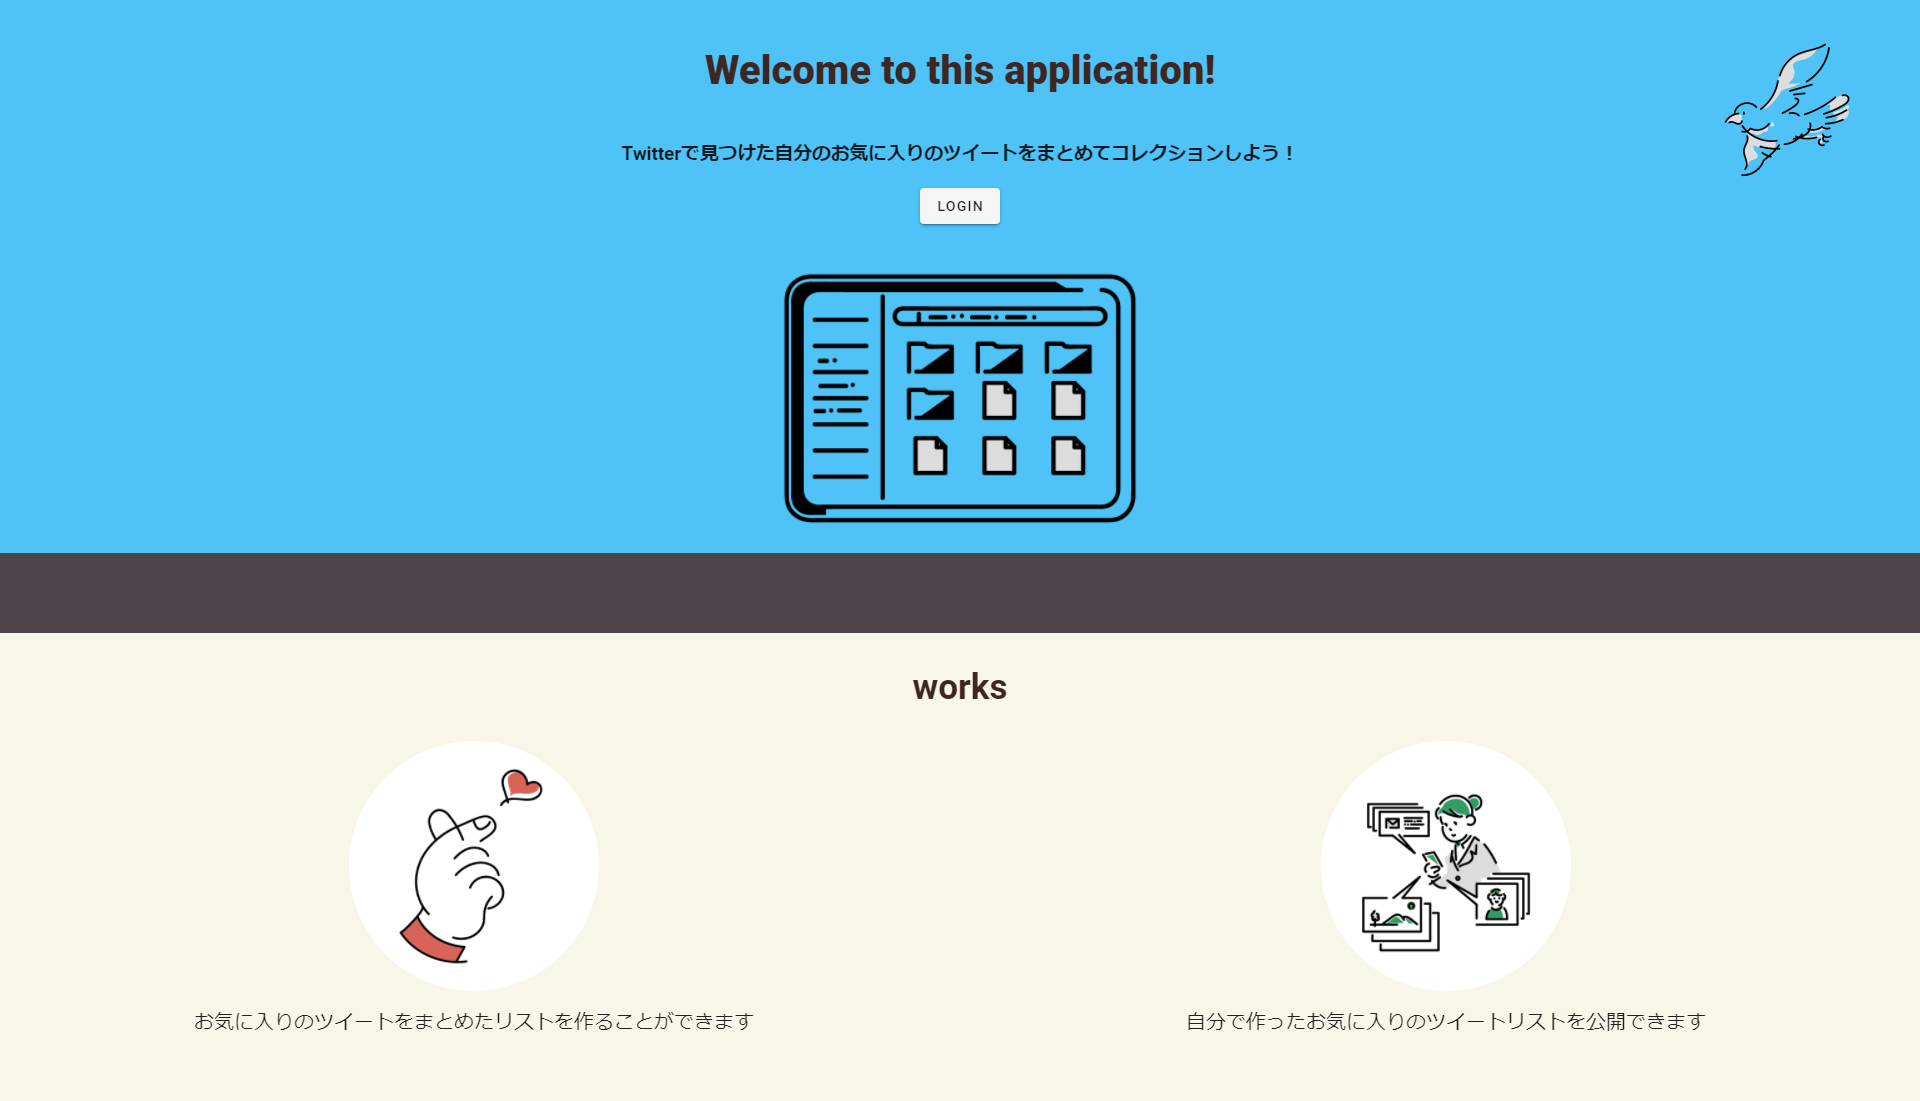 Welcome to this application!
Twitterで見つけた自分のお気に入りのツイートをまとめてコレクションしよう！
LOGIN
works
お気に入りのツイートをまとめたリストを作ることができます
自分で作ったお気に入りのツイートリストを公開できます